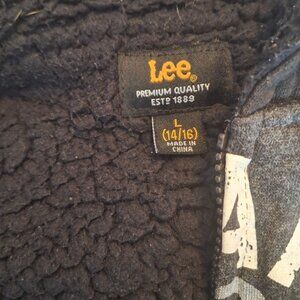 Lee®
PREMIUM QUALITY
ESTD 1889
L
(14/16)
MADE IN
CHINA